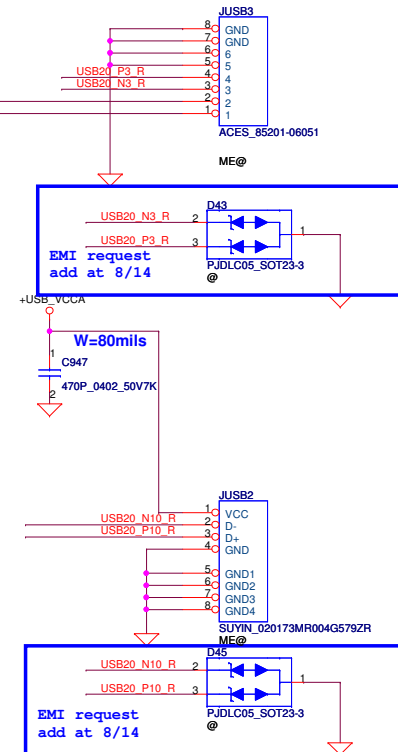 JUSB3
8 GND
7 GND
6 6
5 5
USB20_P3_R 4 4
USB20_N3_R 3 3
2 2
1 1
ACES_85201-06051
ME@
D43
USB20_N3_R 2
1
USB20_P3_R 3
EMI request
add at 8/14
PJDLC05_SOT23-3
@
+USB_VCCA
W=80mils
1
C947
470P_0402_50V7K
2
JUSB2
1 VCC
USB20_N10_R 2 D-
USB20_P10_R 3 D+
4 GND
5 GND1
6 GND2
7 GND3
8 GND4
SUYIN_020173MR004G579ZR
ME@
D45
USB20_N10_R 2
1
USB20_P10_R 3
EMI request
add at 8/14
PJDLC05_SOT23-3
@